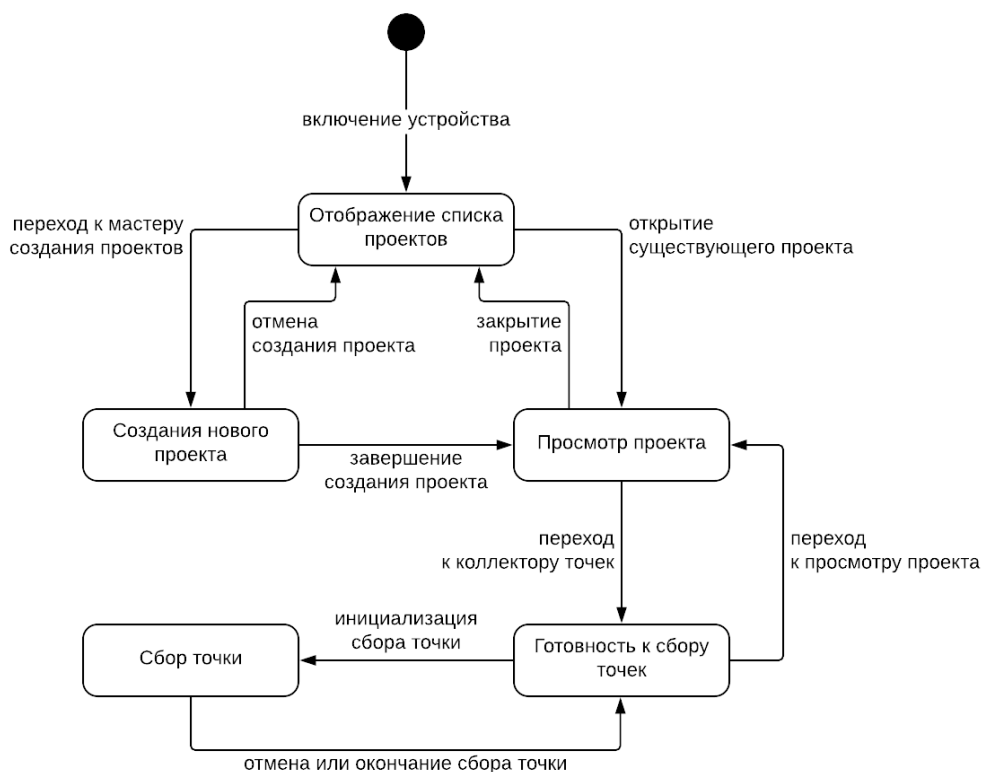 включение устройства
Отображение списка
проектов
переход к мастеру
создания проектов
открытие
существующего проекта
отмена
создания проекта
закрытие
проекта
Создания нового
проекта
завершение
создания проекта
Просмотр проекта
переход
к коллектору точек
переход
к просмотру проекта
инициализация
сбора точки
Сбор точки
Готовность к сбору
точек
отмена или окончание сбора точки